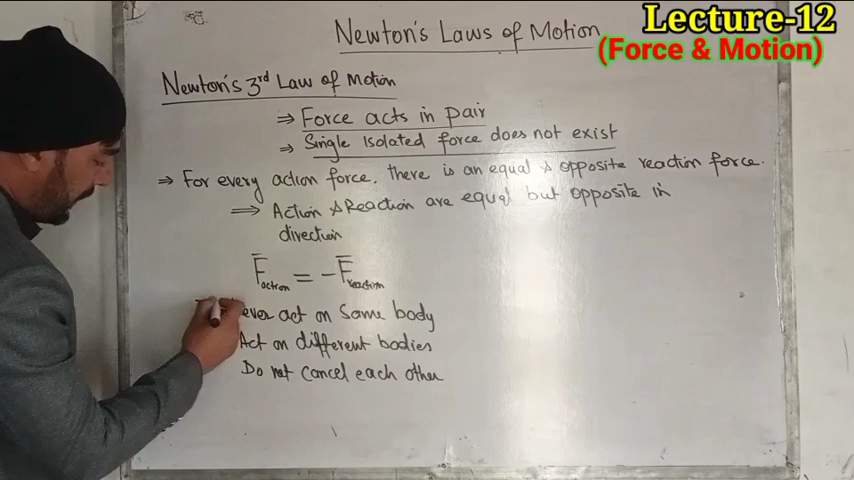 Newton's Laws of Motion
Lecture-12
(Force & Motion)
Newton's 3rd Law of Motion
⇒ Force acts in pair
⇒ Single Isolated force does not exist
⇒ For every action force. there is an equal & opposite reaction force.
⇒ Action & Reaction are equal but opposite in
direction
F̅action = - F̅reaction
ever act on Same body
Act on different bodies
Do not Cancel each other